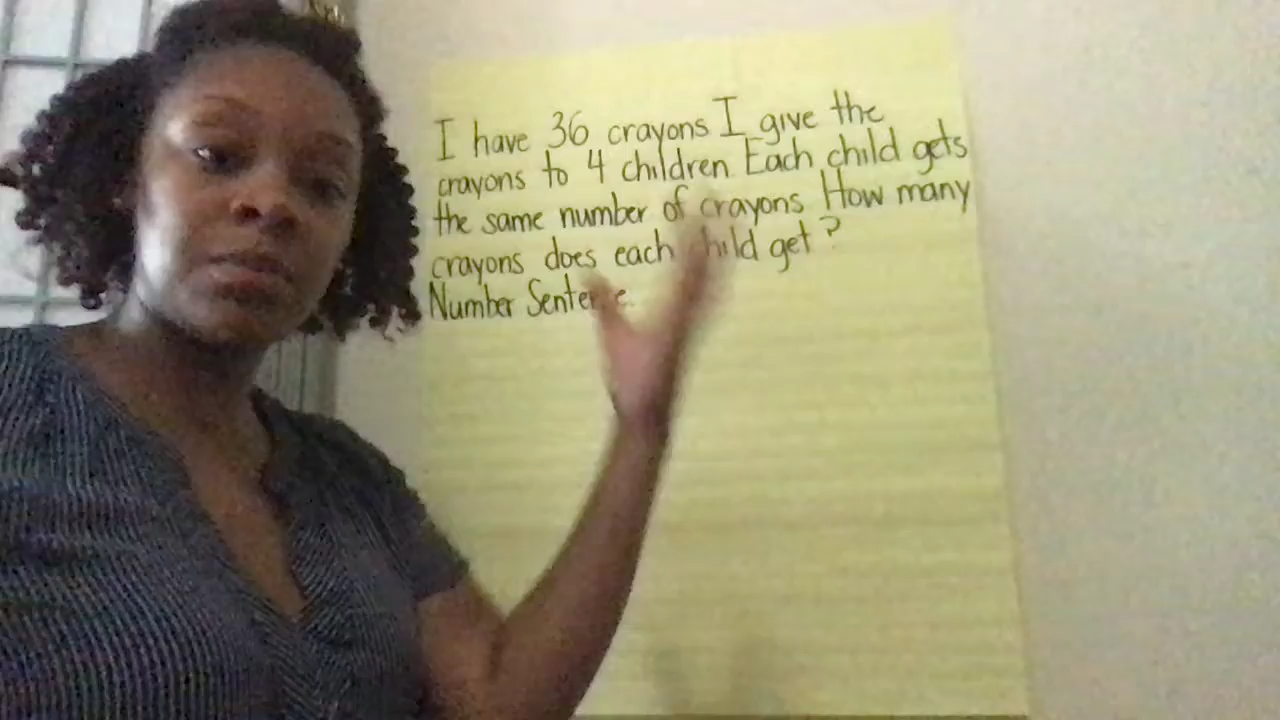 I have 36 crayons I give the
crayons to 4 children Each child gets
the same number of crayons How many
crayons does each child get?
Number Sentence